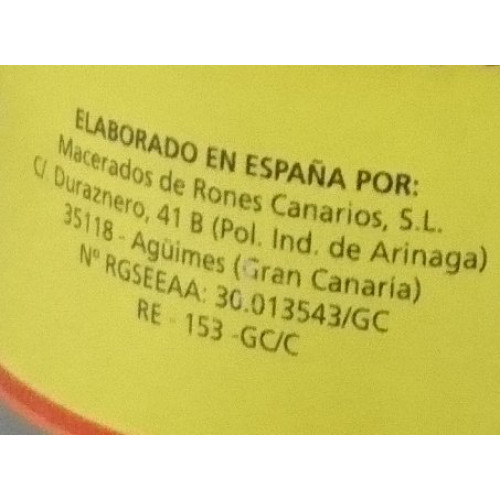 ELABORADO EN ESPAÑA POR:
Macerados de Rones Canarios, S.L.
C/ Duraznero, 41 B (Pol. Ind. de Arinaga)
35118 - Agüimes (Gran Canaria)
Nº RGSEEAA: 30.013543/GC
RE - 153 -GC/C